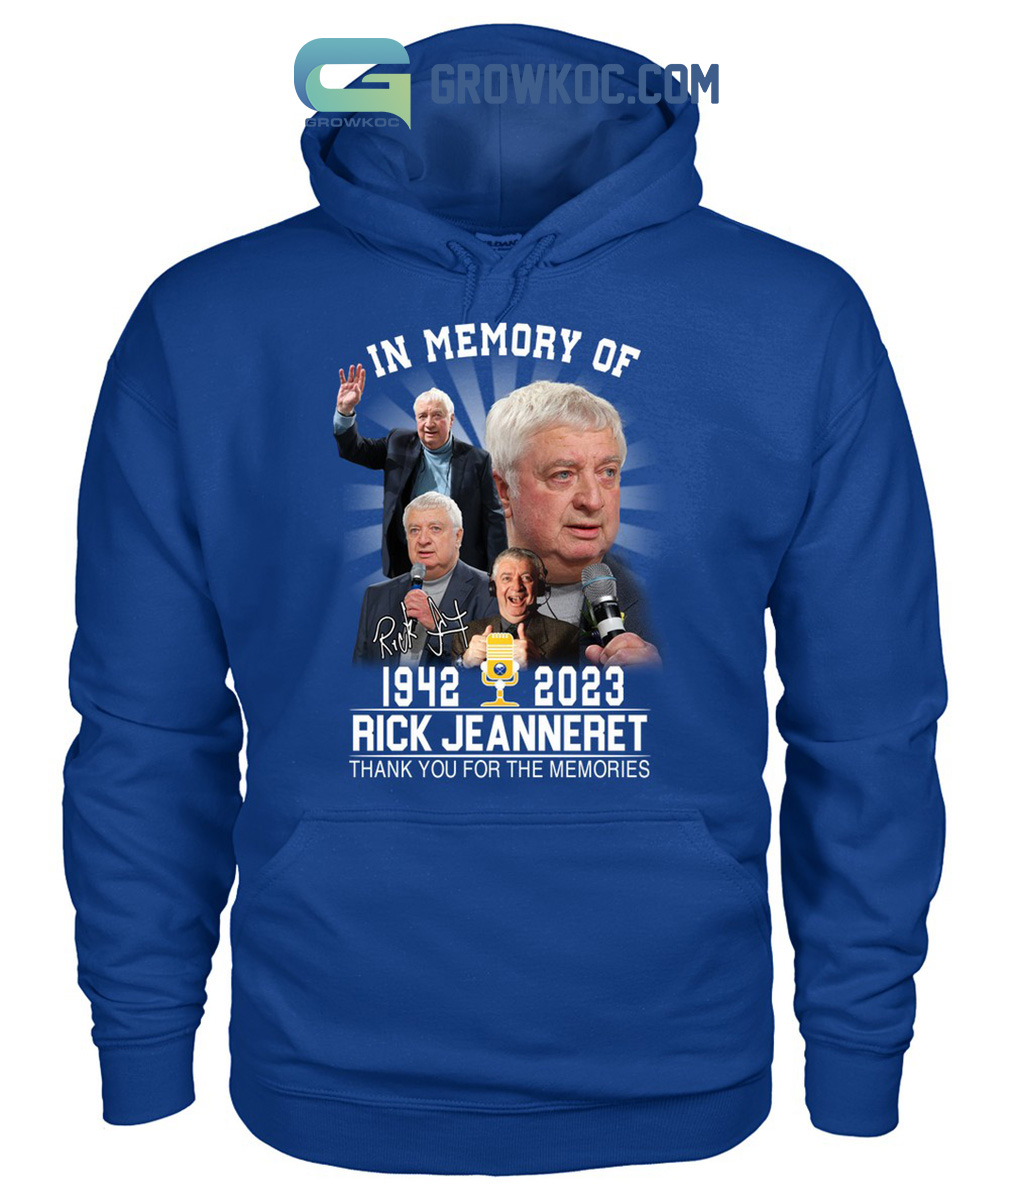 GROWKOC.COM
GROWKOC
IN MEMORY OF
1942 2023
RICK JEANNERET
THANK YOU FOR THE MEMORIES